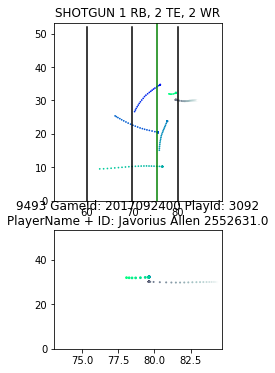 SHOTGUN 1 RB, 2 TE, 2 WR
50
40
30
20
10
0
60 70 80
9493 GameId: 2017092400 PlayId: 3092
PlayerName + ID: Javorius Allen 2552631.0
40
20
0
75.0 77.5 80.0 82.5